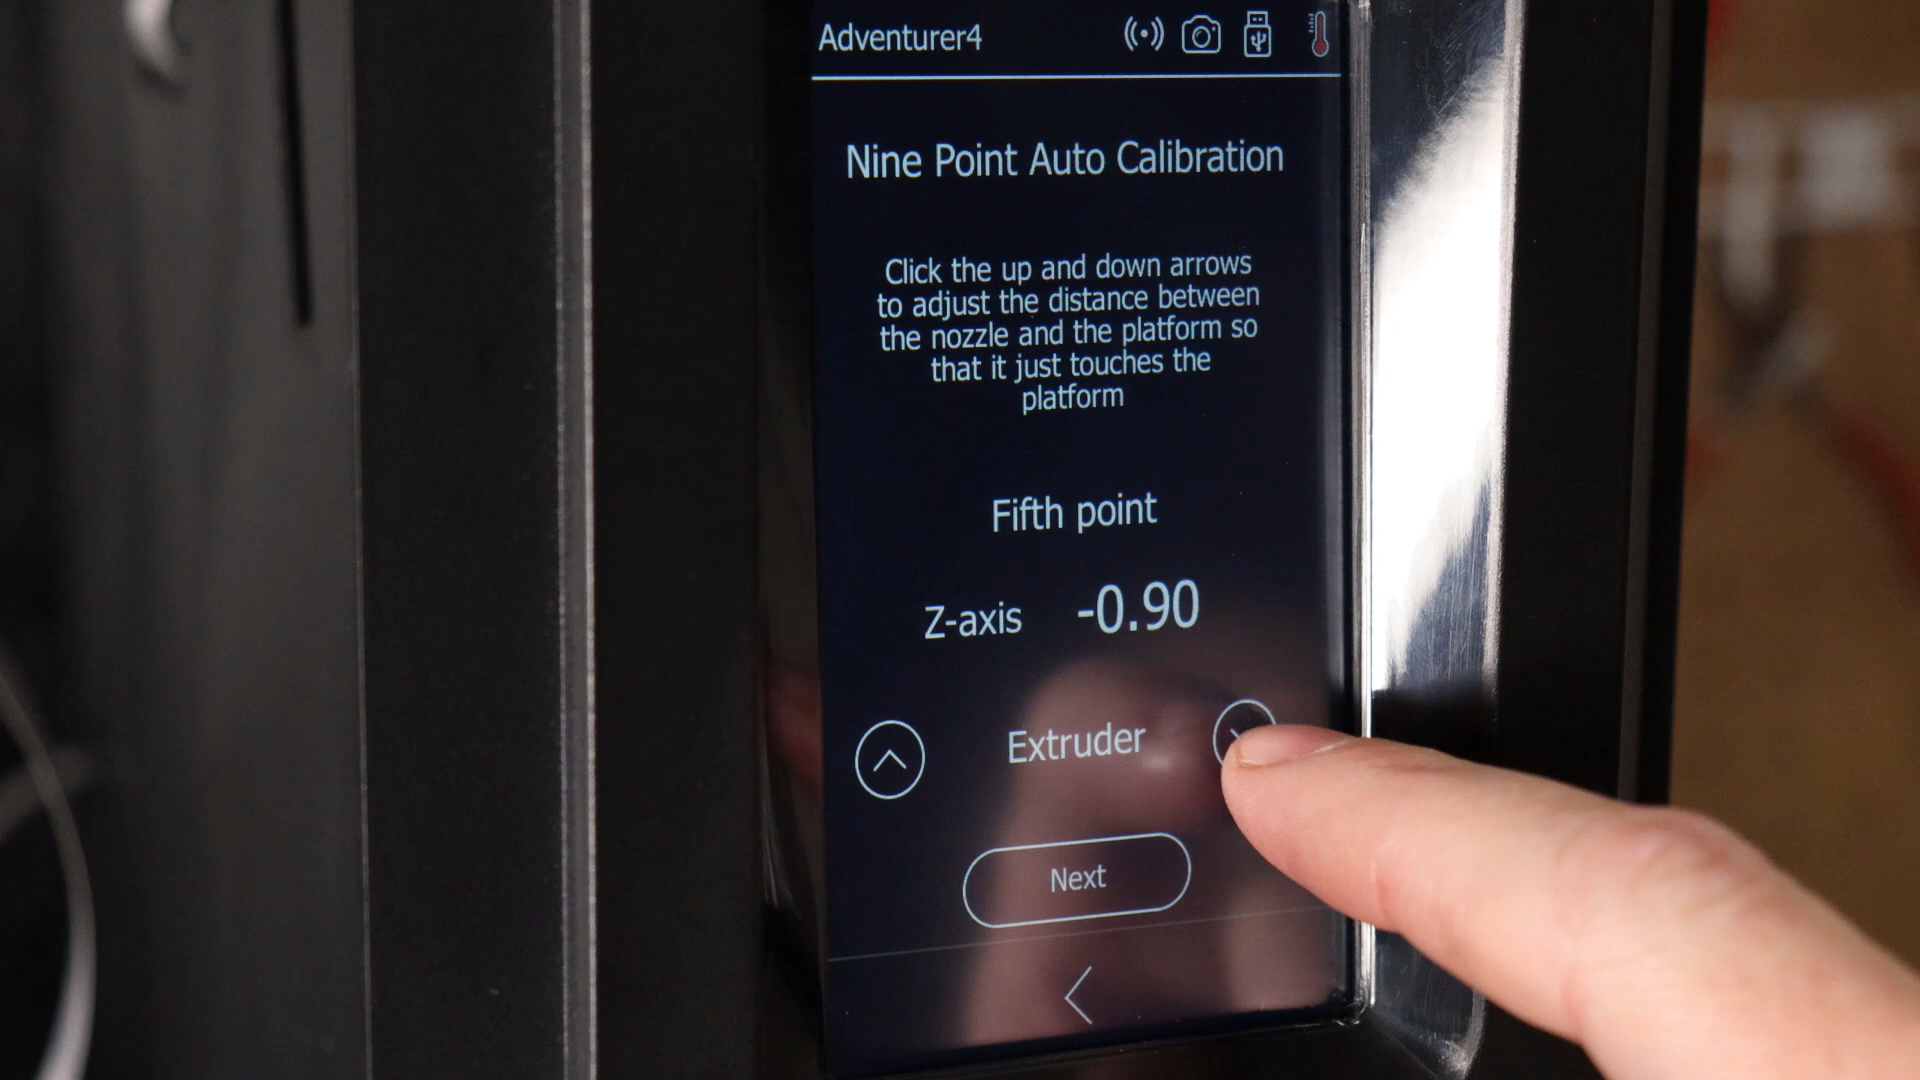 Adventurer4
Nine Point Auto Calibration
Click the up and down arrows
to adjust the distance between
the nozzle and the platform so
that it just touches the
platform
Fifth point
Z-axis -0.90
Extruder
Next